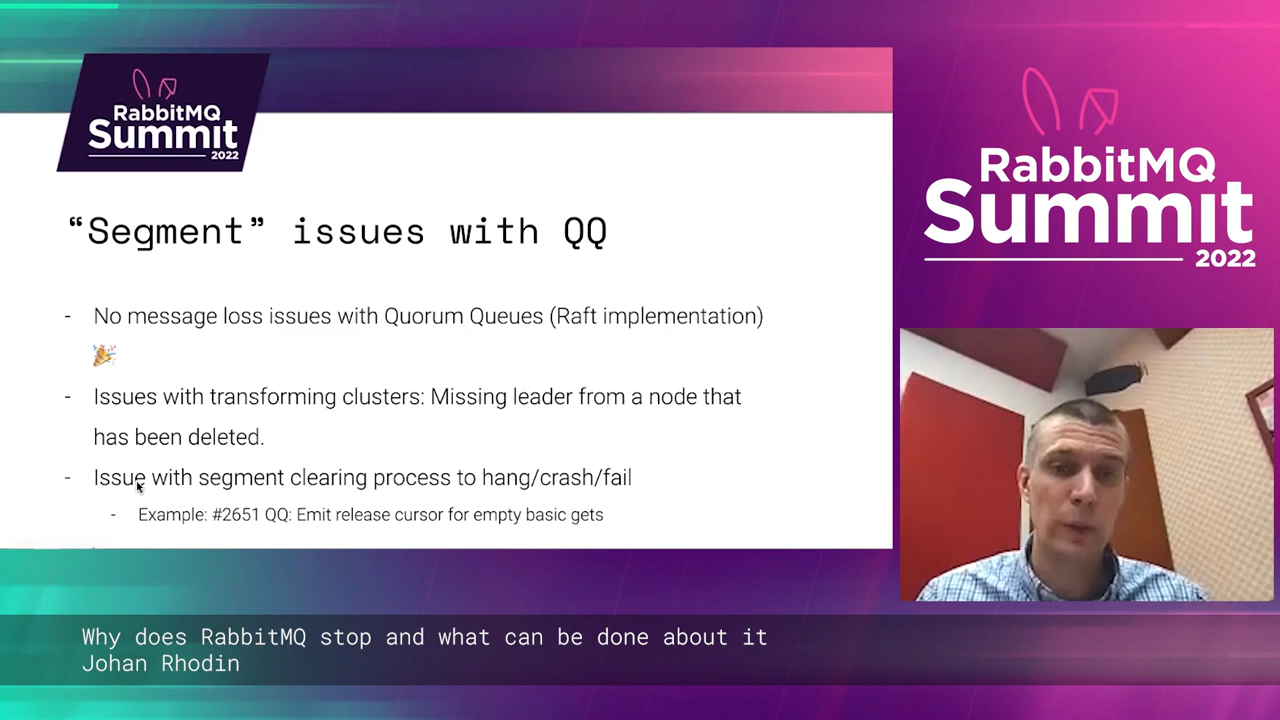 RabbitMQ
Summit
2022
“Segment” issues with QQ
- No message loss issues with Quorum Queues (Raft implementation)
🎉
- Issues with transforming clusters: Missing leader from a node that
has been deleted.
- Issue with segment clearing process to hang/crash/fail
- Example: #2651 QQ: Emit release cursor for empty basic gets
RabbitMQ
Summit
2022
Why does RabbitMQ stop and what can be done about it
Johan Rhodin